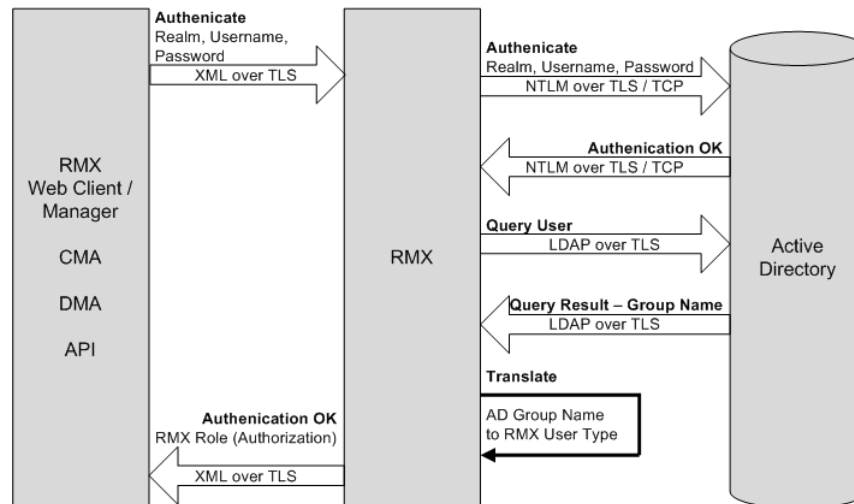 Authenicate
Realm, Username,
Password
XML over TLS
Authenicate
Realm, Username, Password
NTLM over TLS / TCP
Authenication OK
NTLM over TLS / TCP
RMX
Web Client /
Manager
CMA
DMA
API
RMX
Query User
LDAP over TLS
Active
Directory
Query Result – Group Name
LDAP over TLS
Translate
AD Group Name
to RMX User Type
Authenication OK
RMX Role (Authorization)
XML over TLS